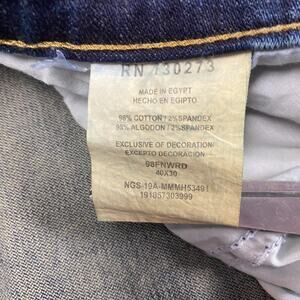 RN 130273
MADE IN EGYPT
HECHO EN EGIPTO
98% COTTON / 2% SPANDEX
98% ALGODON / 2% SPANDEX
EXCLUSIVE OF DECORATION
EXCEPTO DECORACION
98FNWRD
40X30
NGS-19A-MMMH53491
191857303999